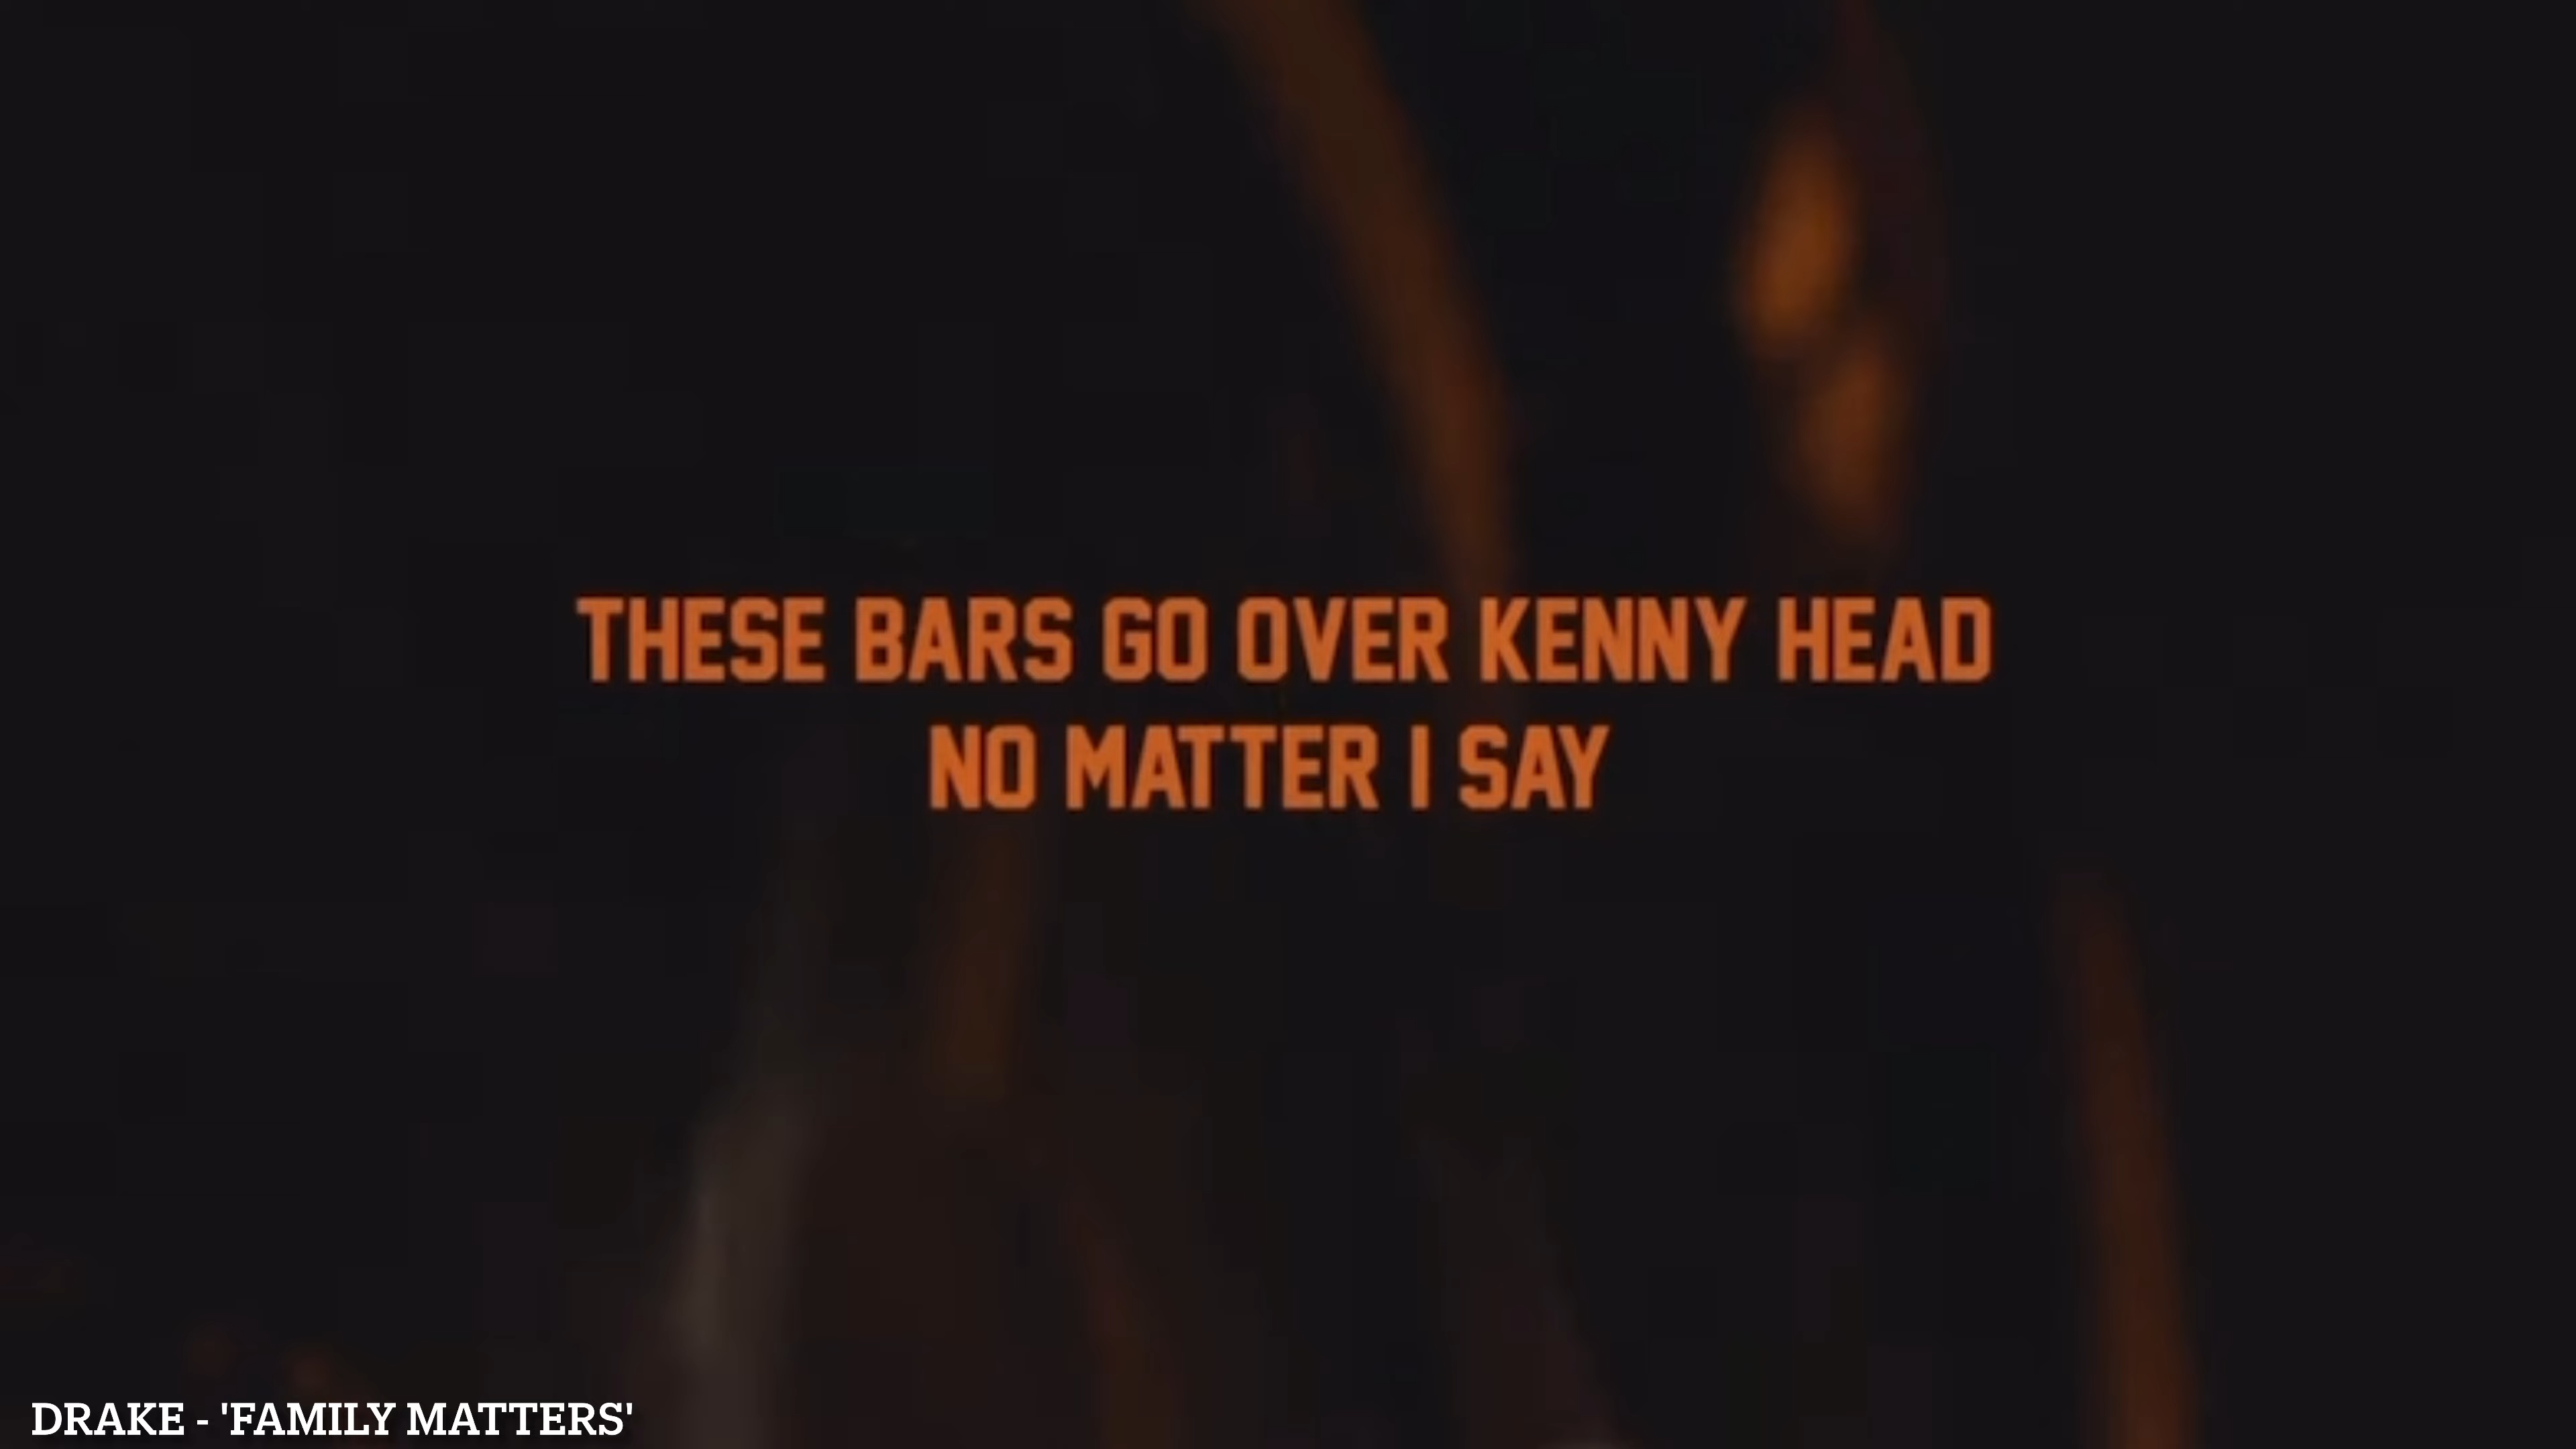 THESE BARS GO OVER KENNY HEAD
NO MATTER I SAY
DRAKE - 'FAMILY MATTERS'